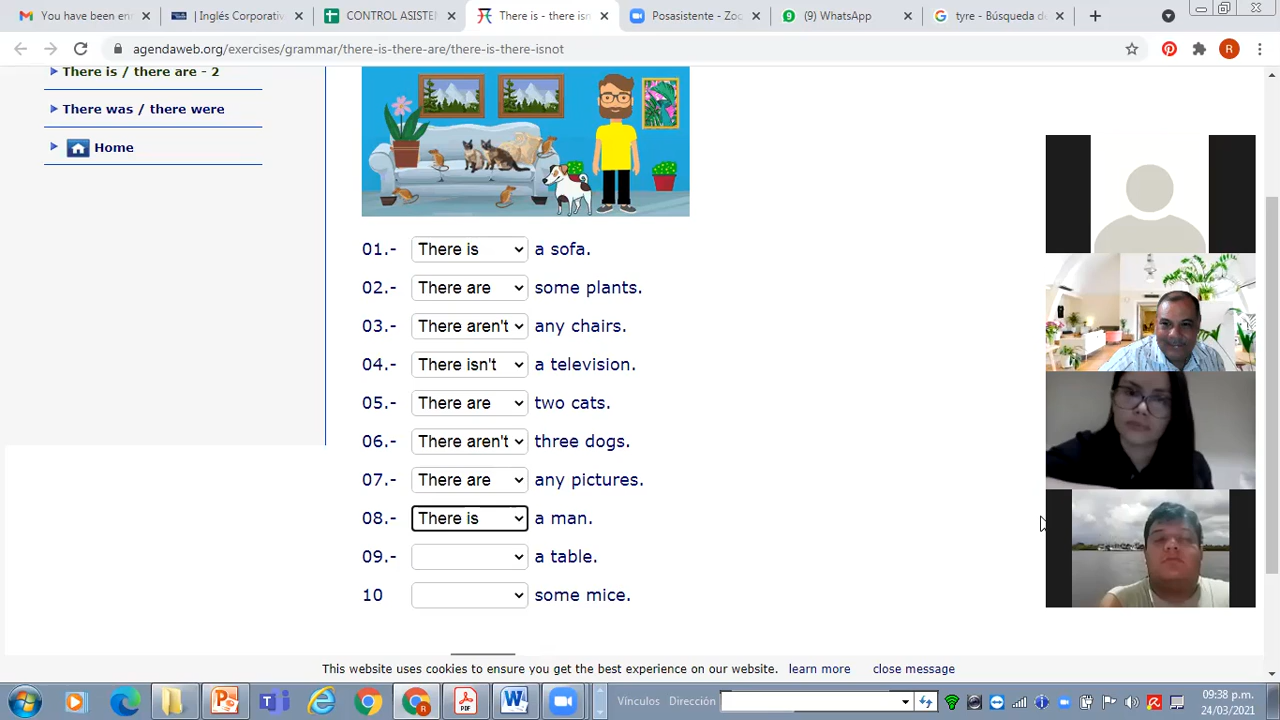 You have been enr
| Inglés Corporativ
CONTROL ASISTE
There is - there isn
Posasistente - Zoo
9
(9) WhatsApp
tyre - Búsqueda d
agendaweb.org/exercises/grammar/there-is-there-are/there-is-there-isnot
R
There is / there are - 2
There was / there were
Home
01.- There is a sofa.
02.- There are some plants.
03.- There aren't any chairs.
04.- There isn't a television.
05.- There are two cats.
06.- There aren't three dogs.
07.- There are any pictures.
08.- There is a man.
09.- a table.
10 some mice.
This website uses cookies to ensure you get the best experience on our website. learn more close message
Vínculos Dirección
09:38 p.m.
24/03/2021